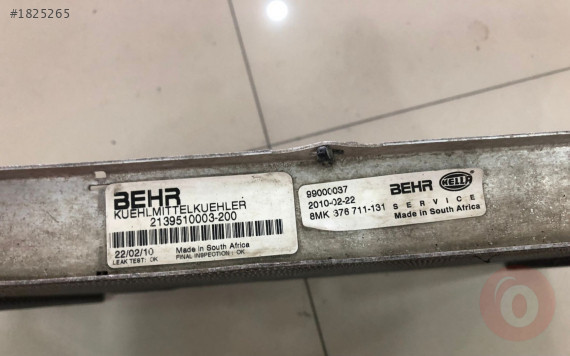 #1825265
BEHR
KUEHLMITTELKUEHLER
2139510003-200
22/02/10 Made in South Africa
LEAK TEST: OK FINAL INSPECTION : OK
99000037
2010-02-22
8MK 376 711-131
BEHR HELLA
SERVICE
Made in South Africa